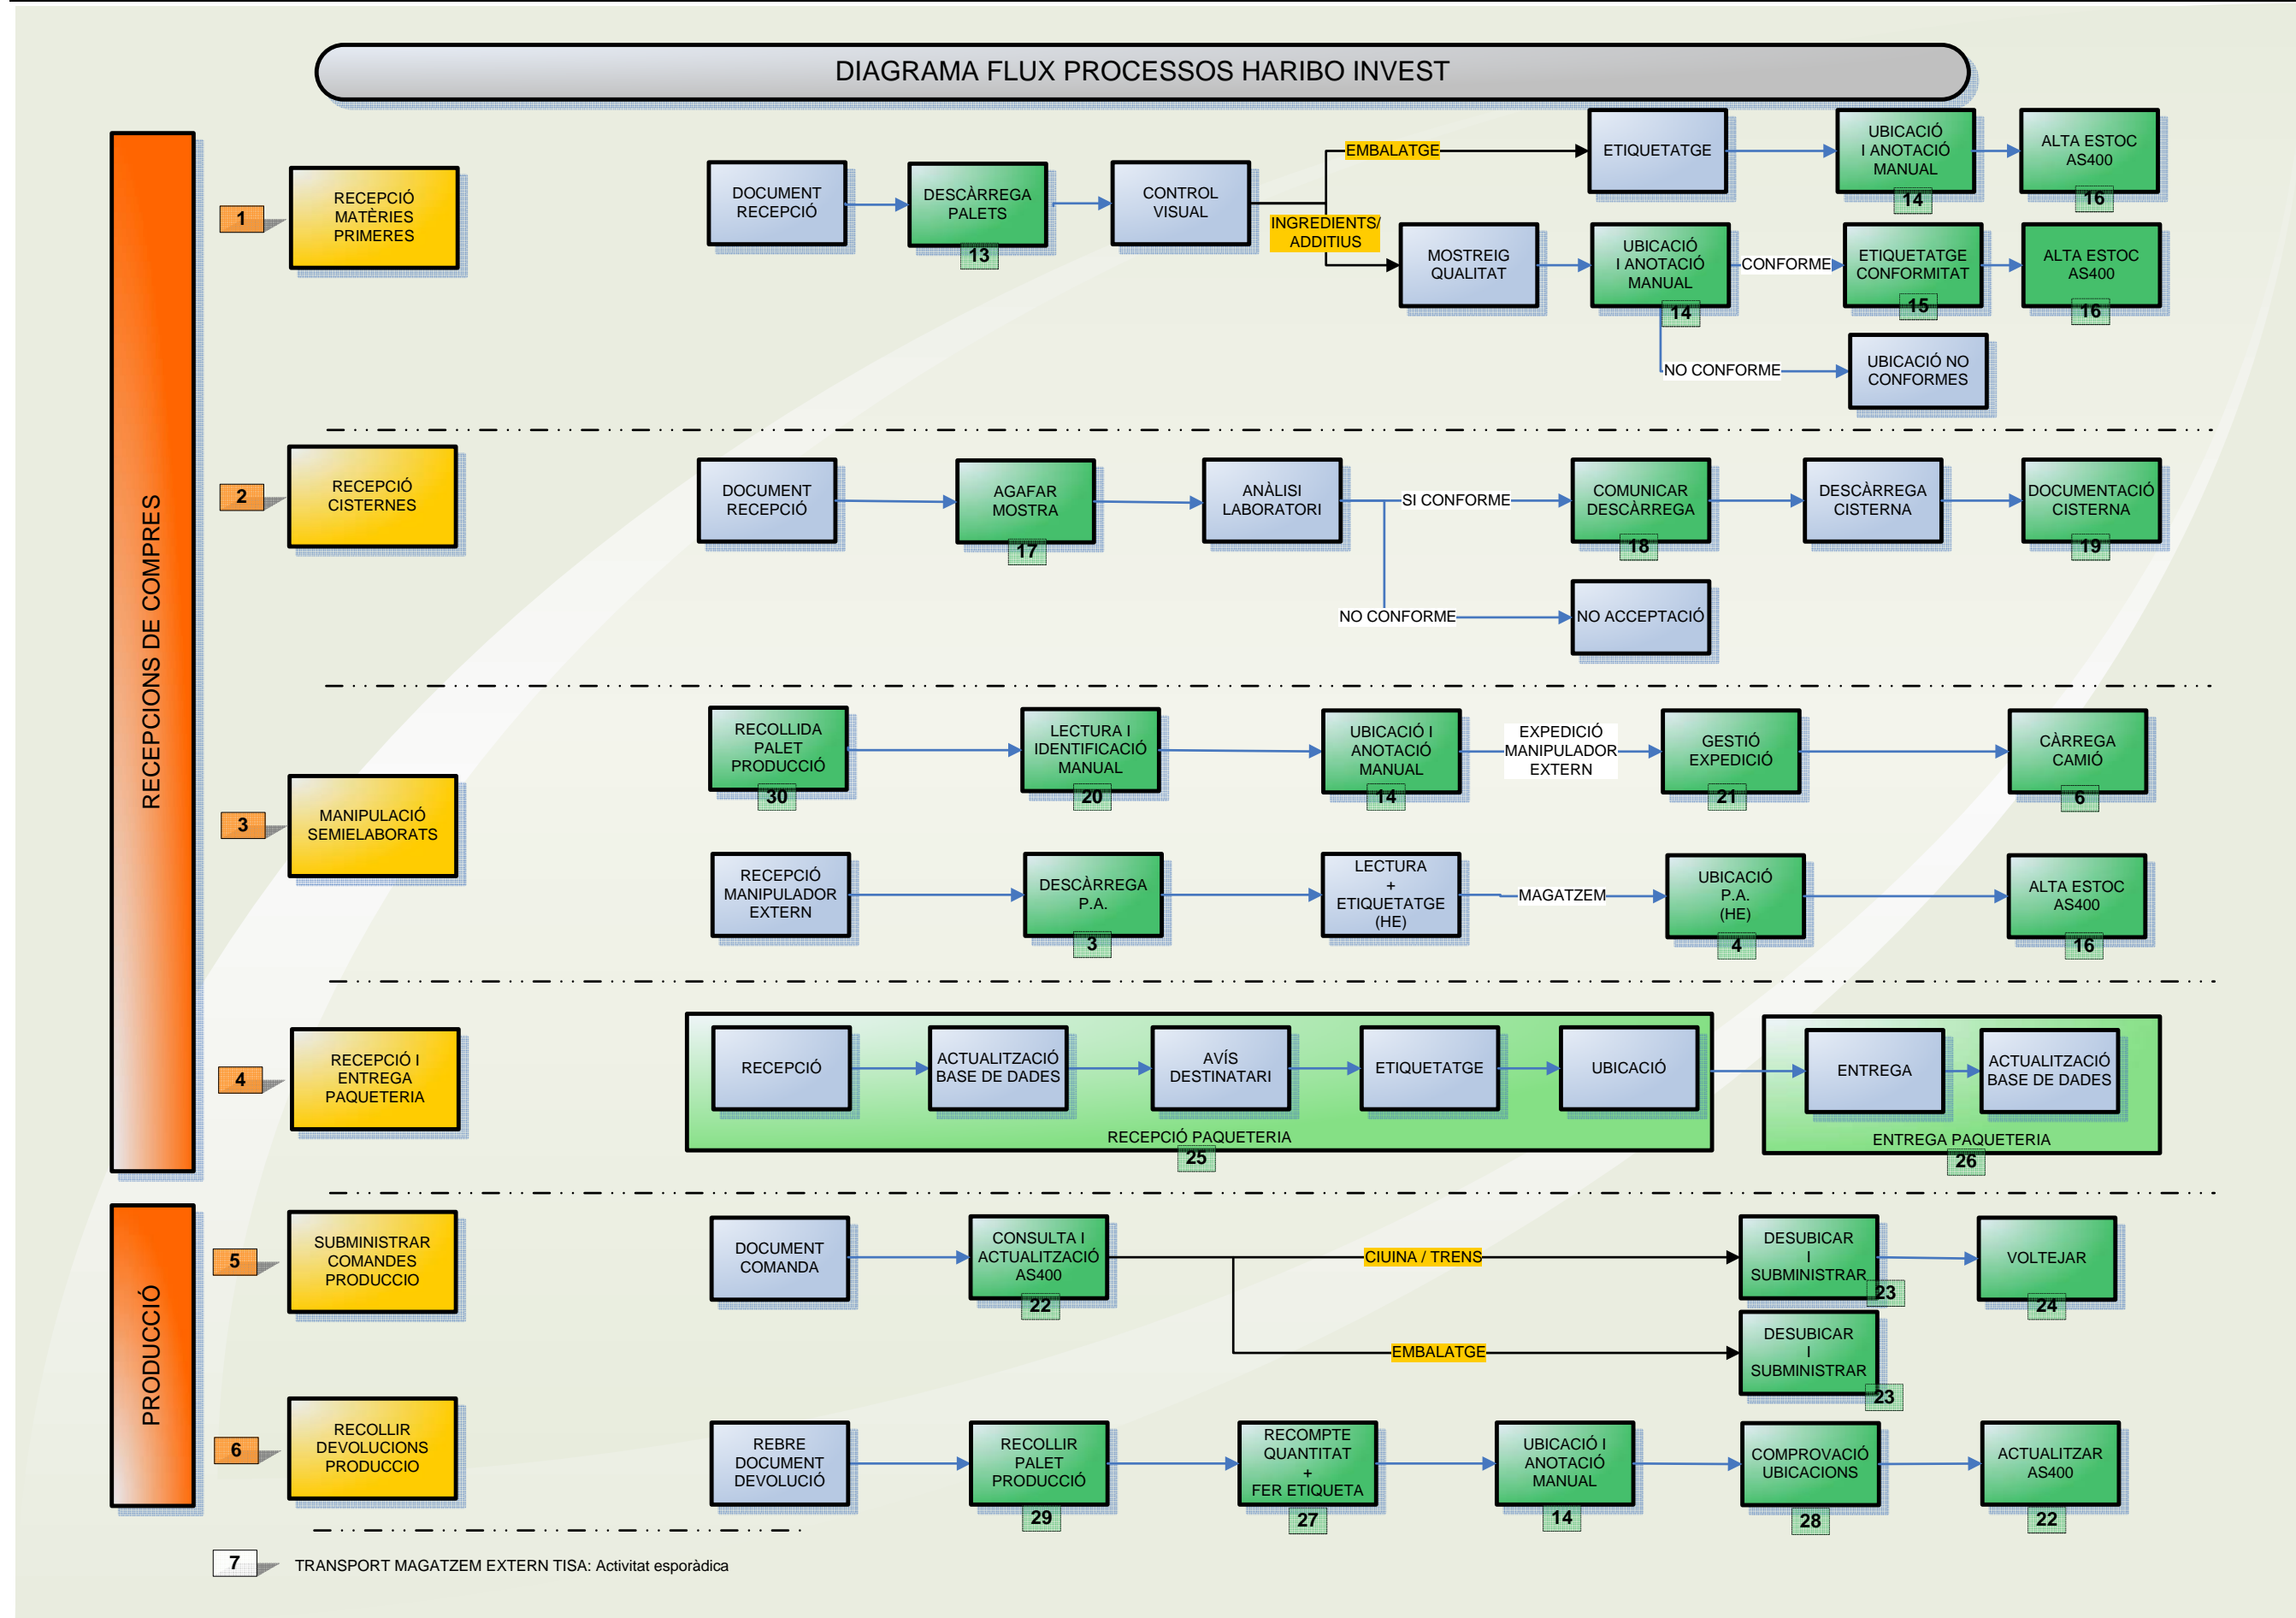 DIAGRAMA FLUX PROCESSOS HARIBO INVEST
RECEPCIONS DE COMPRES
1
RECEPCIÓ
MATÈRIES
PRIMERES
DOCUMENT
RECEPCIÓ
DESCÀRREGA
PALETS
13
CONTROL
VISUAL
EMBALATGE
ETIQUETATGE
UBICACIÓ
I ANOTACIÓ
MANUAL
14
ALTA ESTOC
AS400
16
INGREDIENTS/
ADDITIUS
MOSTREIG
QUALITAT
UBICACIÓ
I ANOTACIÓ
MANUAL
14
CONFORME
ETIQUETATGE
CONFORMITAT
15
ALTA ESTOC
AS400
16
NO CONFORME
UBICACIÓ NO
CONFORMES
2
RECEPCIÓ
CISTERNES
DOCUMENT
RECEPCIÓ
AGAFAR
MOSTRA
17
ANÀLISI
LABORATORI
SI CONFORME
COMUNICAR
DESCÀRREGA
18
DESCÀRREGA
CISTERNA
DOCUMENTACIÓ
CISTERNA
19
NO CONFORME
NO ACCEPTACIÓ
3
MANIPULACIÓ
SEMIELABORATS
RECOLLIDA
PALET
PRODUCCIÓ
30
LECTURA I
IDENTIFICACIÓ
MANUAL
20
UBICACIÓ I
ANOTACIÓ
MANUAL
14
EXPEDICIÓ
MANIPULADOR
EXTERN
GESTIÓ
EXPEDICIÓ
21
CÀRREGA
CAMIÓ
6
RECEPCIÓ
MANIPULADOR
EXTERN
DESCÀRREGA
P.A.
3
LECTURA
+
ETIQUETATGE
(HE)
MAGATZEM
UBICACIÓ
P.A.
(HE)
4
ALTA ESTOC
AS400
16
4
RECEPCIÓ I
ENTREGA
PAQUETERIA
RECEPCIÓ
ACTUALITZACIÓ
BASE DE DADES
AVÍS
DESTINATARI
ETIQUETATGE
UBICACIÓ
RECEPCIÓ PAQUETERIA
25
ENTREGA
ACTUALITZACIÓ
BASE DE DADES
ENTREGA PAQUETERIA
26
PRODUCCIÓ
5
SUBMINISTRAR
COMANDES
PRODUCCIO
DOCUMENT
COMANDA
CONSULTA I
ACTUALITZACIÓ
AS400
22
CIUINA / TRENS
DESUBICAR
I
SUBMINISTRAR
23
VOLTEJAR
24
EMBALATGE
DESUBICAR
I
SUBMINISTRAR
23
6
RECOLLIR
DEVOLUCIONS
PRODUCCIO
REBRE
DOCUMENT
DEVOLUCIÓ
RECOLLIR
PALET
PRODUCCIÓ
29
RECOMPTE
QUANTITAT
+
FER ETIQUETA
27
UBICACIÓ I
ANOTACIÓ
MANUAL
14
COMPROVACIÓ
UBICACIONS
28
ACTUALITZAR
AS400
22
7
TRANSPORT MAGATZEM EXTERN TISA: Activitat esporàdica